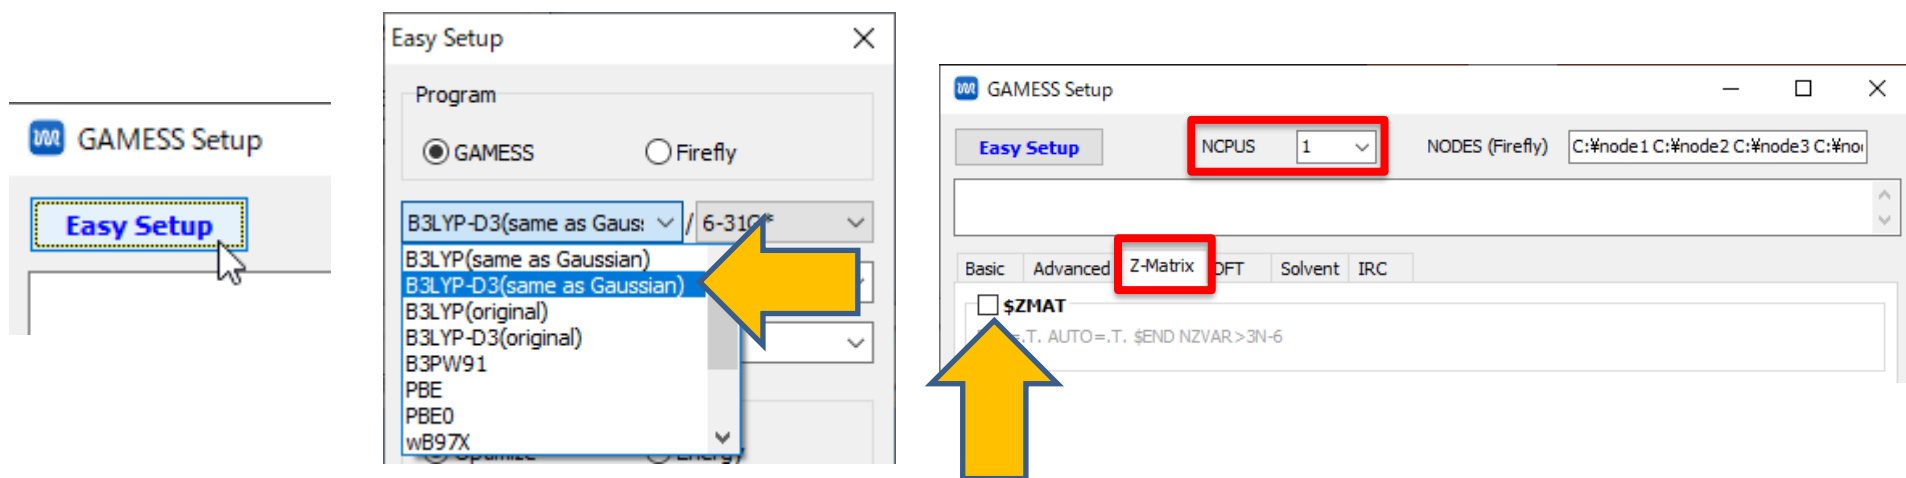 GAMESS Setup
Easy Setup
Easy Setup
Program
GAMESS
Firefly
B3LYP-D3(same as Gaus: / 6-31G*
B3LYP(same as Gaussian)
B3LYP-D3(same as Gaussian)
B3LYP(original)
B3LYP-D3(original)
B3PW91
PBE
PBE0
wB97X
Optimize Energy
GAMESS Setup
Easy Setup NCPUS 1 NODES (Firefly) C:¥node1 C:¥node2 C:¥node3 C:¥no
Basic Advanced Z-Matrix DFT Solvent IRC
$ZMAT
=.T. AUTO=.T. $END NZVAR>3N-6